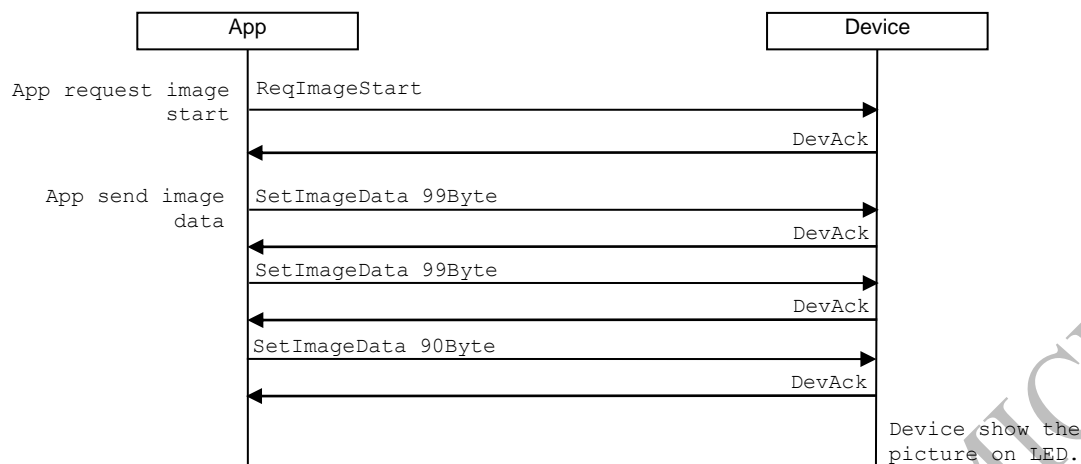 App
Device
App request image
start
ReqImageStart
DevAck
App send image
data
SetImageData 99Byte
DevAck
SetImageData 99Byte
DevAck
SetImageData 90Byte
DevAck
Device show the
picture on LED.